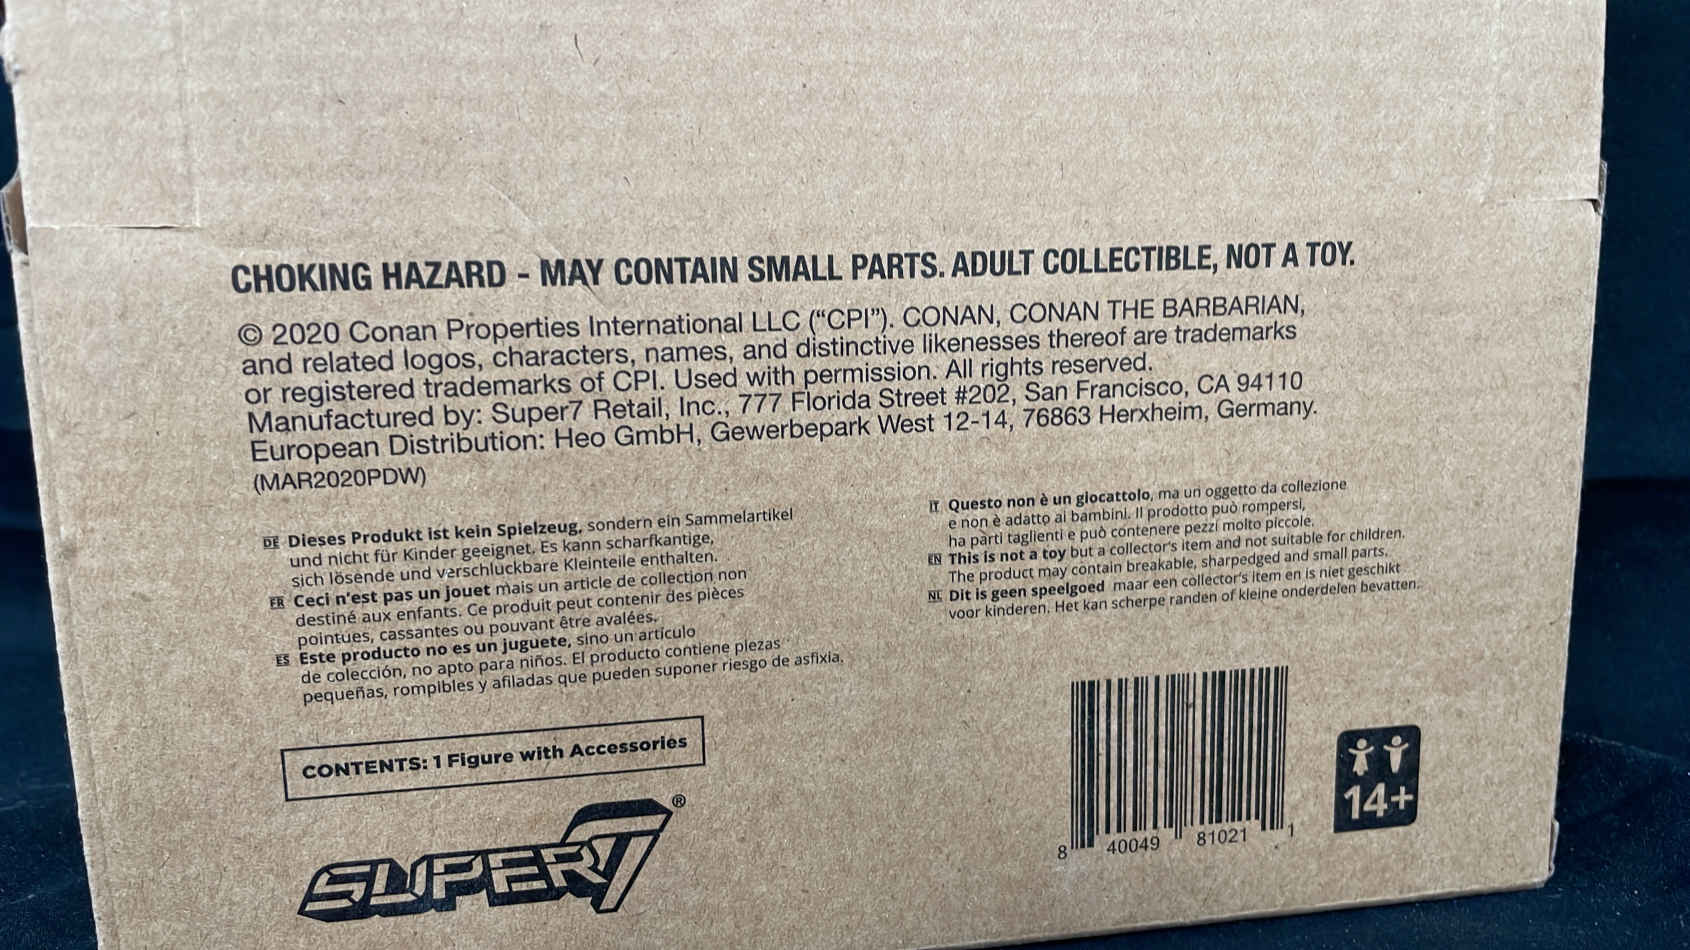 CHOKING HAZARD - MAY CONTAIN SMALL PARTS. ADULT COLLECTIBLE, NOT A TOY.
© 2020 Conan Properties International LLC (“CPI”). CONAN, CONAN THE BARBARIAN,
and related logos, characters, names, and distinctive likenesses thereof are trademarks
or registered trademarks of CPI. Used with permission. All rights reserved.
Manufactured by: Super7 Retail, Inc., 777 Florida Street #202, San Francisco, CA 94110
European Distribution: Heo GmbH, Gewerbepark West 12-14, 76863 Herxheim, Germany.
(MAR2020PDW)
DE Dieses Produkt ist kein Spielzeug, sondern ein Sammelartikel
und nicht für Kinder geeignet. Es kann scharfkantige,
sich lösende und verschluckbare Kleinteile enthalten.
FR Ceci n'est pas un jouet mais un article de collection non
destiné aux enfants. Ce produit peut contenir des pièces
pointues, cassantes ou pouvant être avalées.
ES Este producto no es un juguete, sino un artículo
de colección, no apto para niños. El producto contiene piezas
pequeñas, rompibles y afiladas que pueden suponer riesgo de asfixia.
IT Questo non è un giocattolo, ma un oggetto da collezione
e non è adatto ai bambini. Il prodotto può rompersi,
ha parti taglienti e può contenere pezzi molto piccole.
EN This is not a toy but a collector's item and not suitable for children.
The product may contain breakable, sharpedged and small parts.
NL Dit is geen speelgoed maar een collector's item en is niet geschikt
voor kinderen. Het kan scherpe randen of kleine onderdelen bevatten.
CONTENTS: 1 Figure with Accessories
SUPER7®
8 40049 81021 1
14+